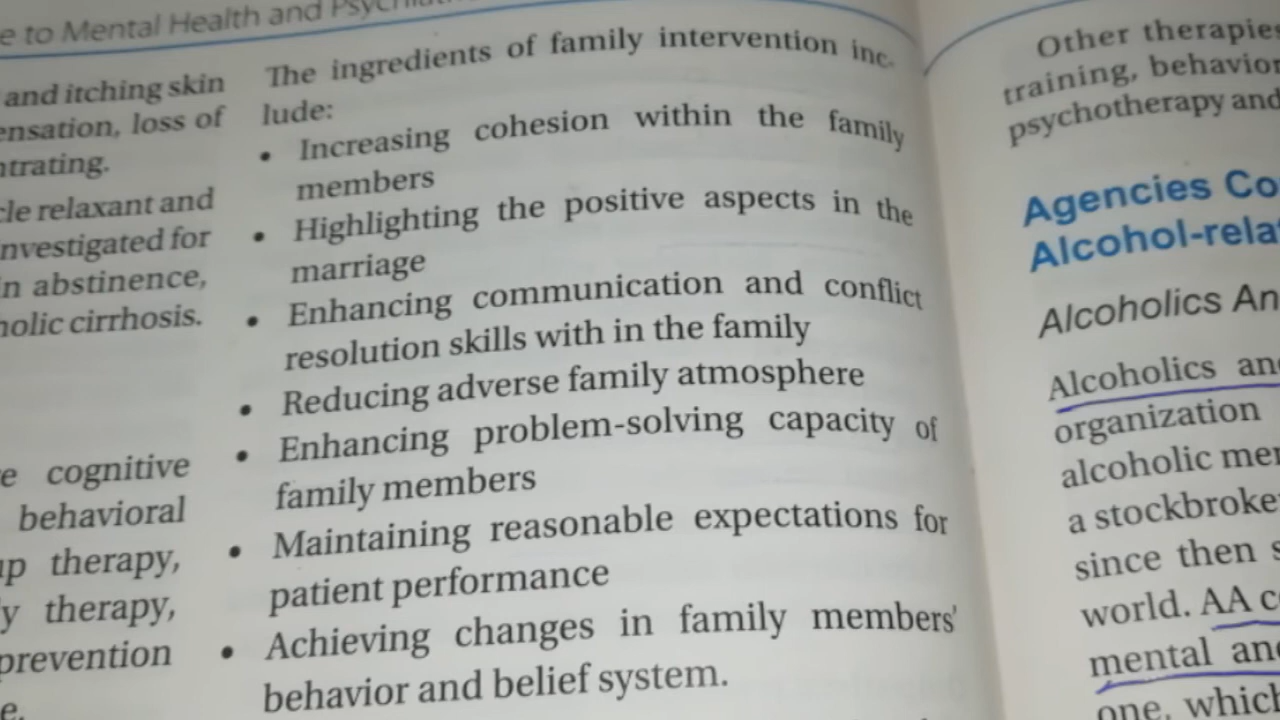 e to Mental Health and
and itching skin
loss of
cle relaxant and
nvestigated for
n abstinence,
holic cirrhosis.
e cognitive
behavioral
up therapy,
y therapy,
prevention
e.
The ingredients of family intervention inc-
lude:
• Increasing cohesion within the family
members
• Highlighting the positive aspects in the
marriage
• Enhancing communication and conflict
resolution skills with in the family
• Reducing adverse family atmosphere
• Enhancing problem-solving capacity of
family members
• Maintaining reasonable expectations for
patient performance
• Achieving changes in family members'
behavior and belief system.
Other therapies
training, behavior
psychotherapy and
Agencies Co
Alcohol-rela
Alcoholics An
Alcoholics an
organization
alcoholic me
a stockbroke
since then s
world. AA c
mental an
one, which